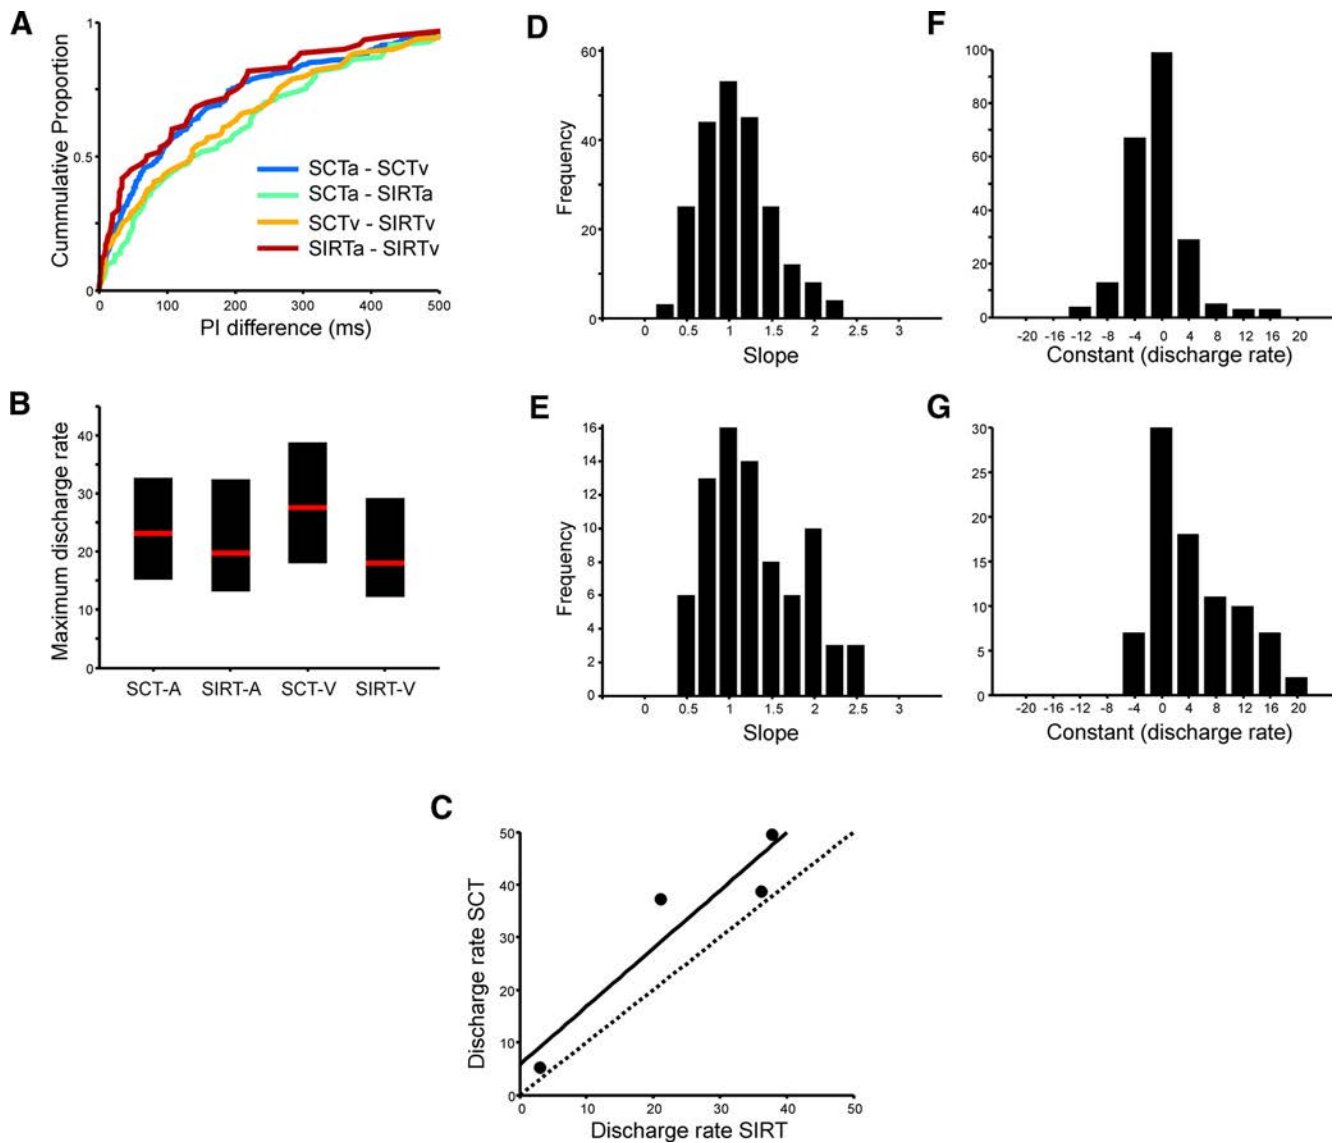 A
Cummulative Proportion
1
0.5
0
0 100 200 300 400 500
PI difference (ms)
SCTa - SCTv
SCTa - SIRTa
SCTv - SIRTv
SIRTa - SIRTv
D
Frequency
60
40
20
0
0 0.5 1 1.5 2 2.5 3
Slope
F
100
80
60
40
20
0
-20 -16 -12 -8 -4 0 4 8 12 16 20
Constant (discharge rate)
B
Maximum discharge rate
40
30
20
10
0
SCT-A SIRT-A SCT-V SIRT-V
E
Frequency
16
14
12
10
8
6
4
2
0
0 0.5 1 1.5 2 2.5 3
Slope
G
30
25
20
15
10
5
0
-20 -16 -12 -8 -4 0 4 8 12 16 20
Constant (discharge rate)
C
Discharge rate SCT
50
40
30
20
10
0
0 10 20 30 40 50
Discharge rate SIRT